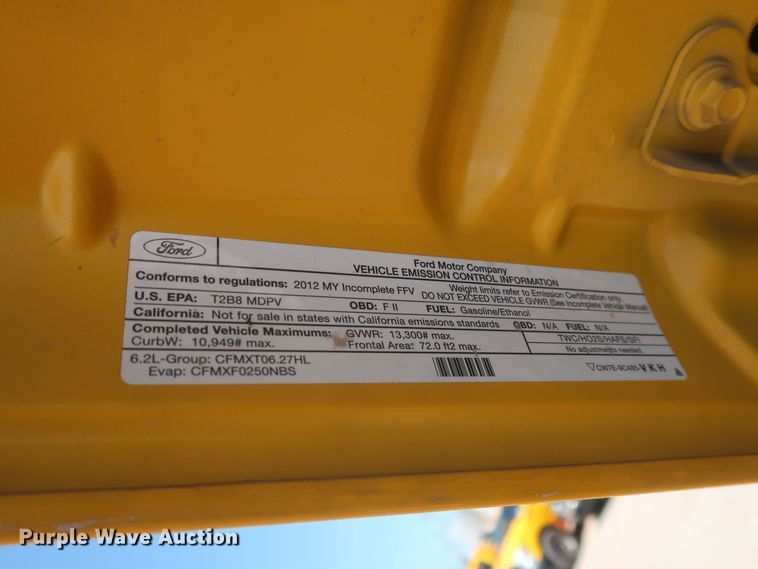 Ford
Ford Motor Company
VEHICLE EMISSION CONTROL INFORMATION
Conforms to regulations: 2012 MY Incomplete FFV
Weight limits refer to Emission Certification only.
DO NOT EXCEED VEHICLE GVWR (See Incomplete Vehicle Manual)
U.S. EPA: T2B8 MDPV OBD: F II FUEL: Gasoline/Ethanol
California: Not for sale in states with California emissions standards OBD: N/A FUEL: N/A
Completed Vehicle Maximums: GVWR: 13,300# max. TWC/HO2S/HAFS/SFI
CurbW: 10,949# max. Frontal Area: 72.0 ft2 max. No adjustments needed.
6.2L-Group: CFMXT06.27HL
Evap: CFMXF0250NBS CW7E-9C485-VKH
Purple Wave Auction